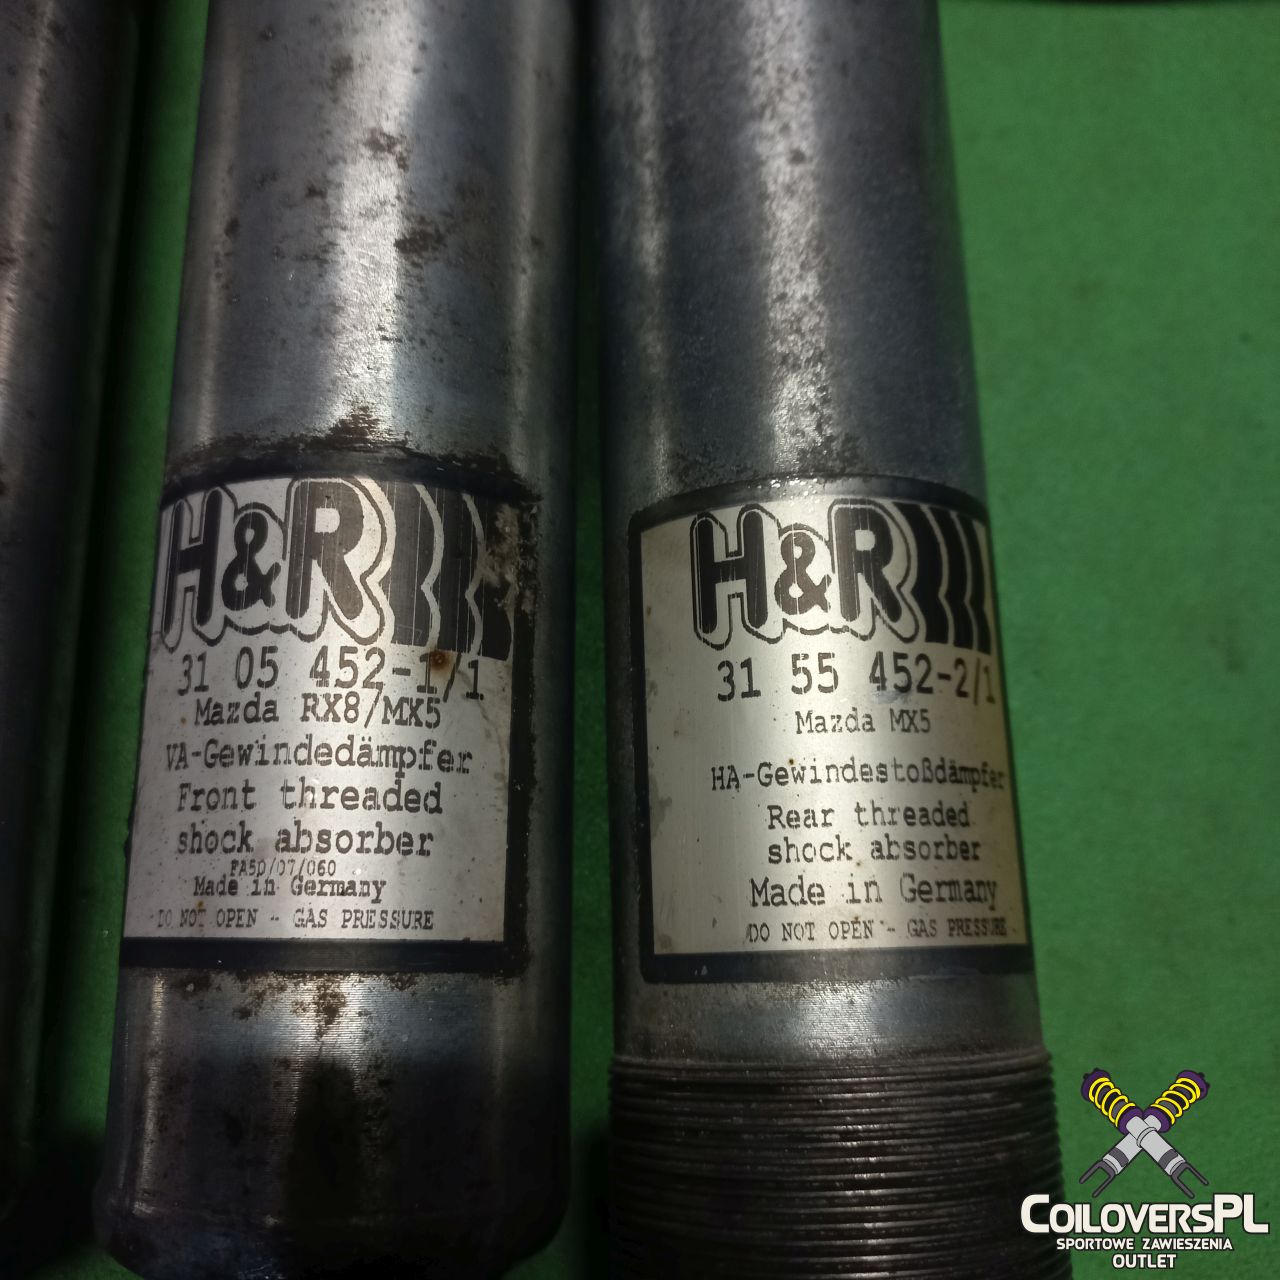 H&R
31 05 452-1/1
Mazda RX8/MX5
VA-Gewindedämpfer
Front threaded
shock absorber
FA50/07/060
Made in Germany
DO NOT OPEN - GAS PRESSURE
H&R
31 55 452-2/1
Mazda MX5
HA-Gewindestoßdämpfer
Rear threaded
shock absorber
Made in Germany
DO NOT OPEN - GAS PRESSURE
COILOVERSPL
SPORTOWE ZAWIESZENIA
OUTLET